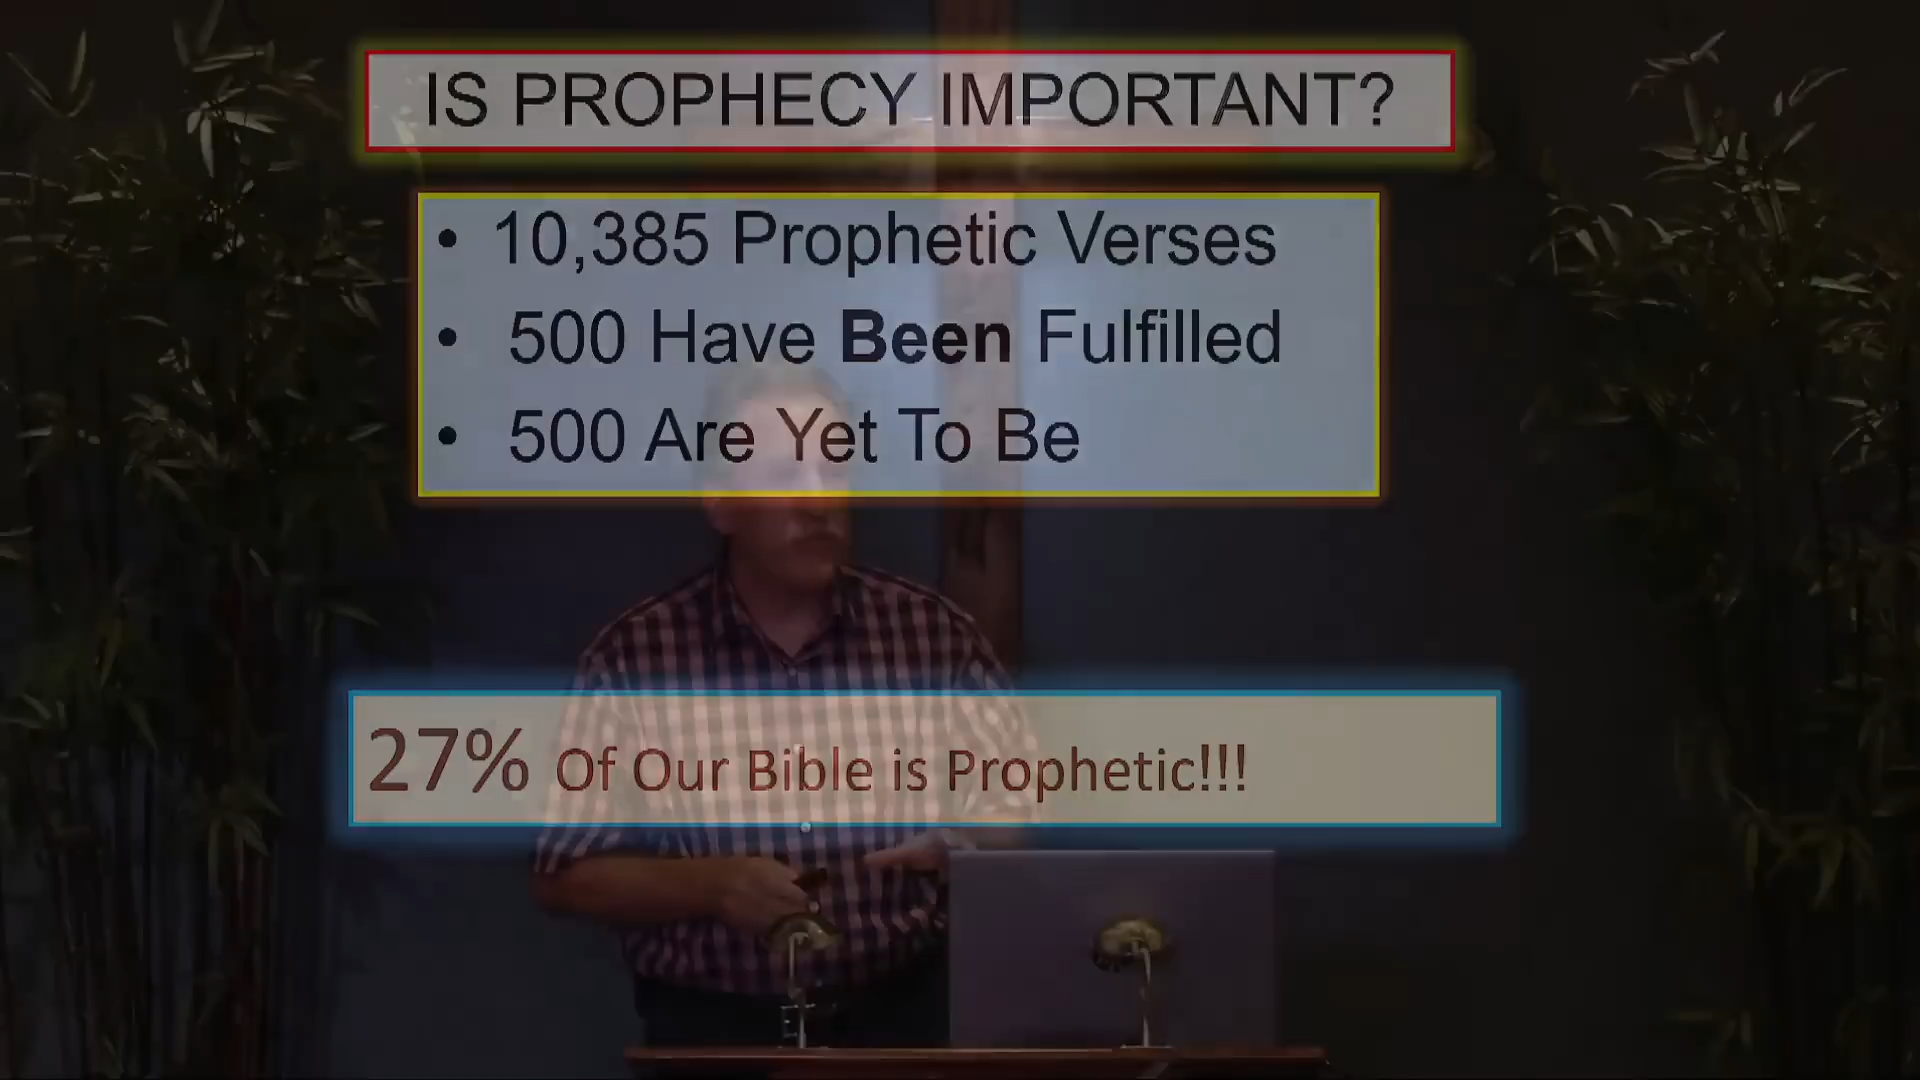 IS PROPHECY IMPORTANT?
• 10,385 Prophetic Verses
• 500 Have Been Fulfilled
• 500 Are Yet To Be
27% Of Our Bible is Prophetic!!!